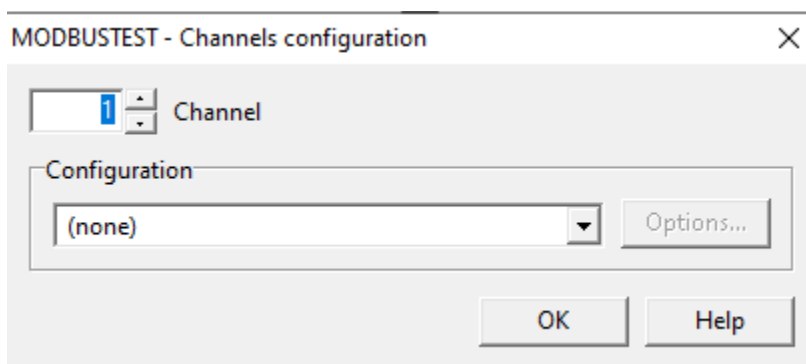 MODBUSTEST - Channels configuration
1 Channel
Configuration
(none) Options...
OK Help